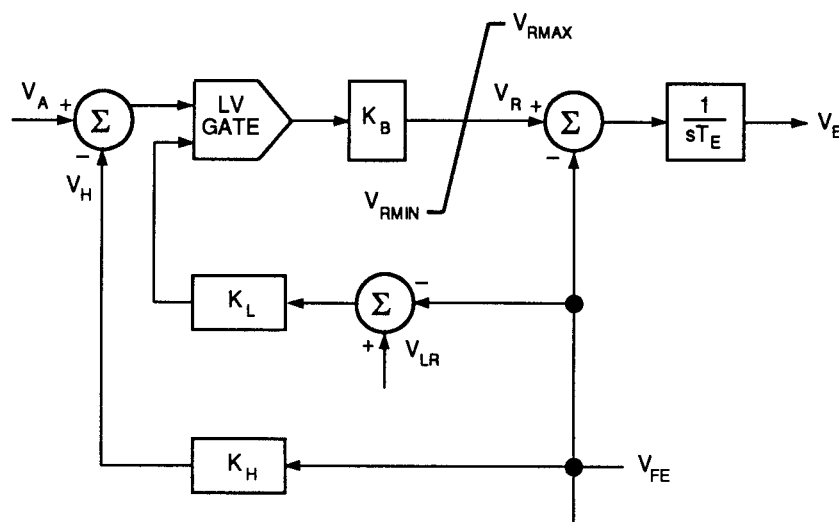 V_RMAX
V_A + Σ −
LV GATE
K_B
V_R + Σ −
1 / sT_E
V_E
V_H
V_RMIN
K_L
Σ − +
V_LR
K_H
V_FE